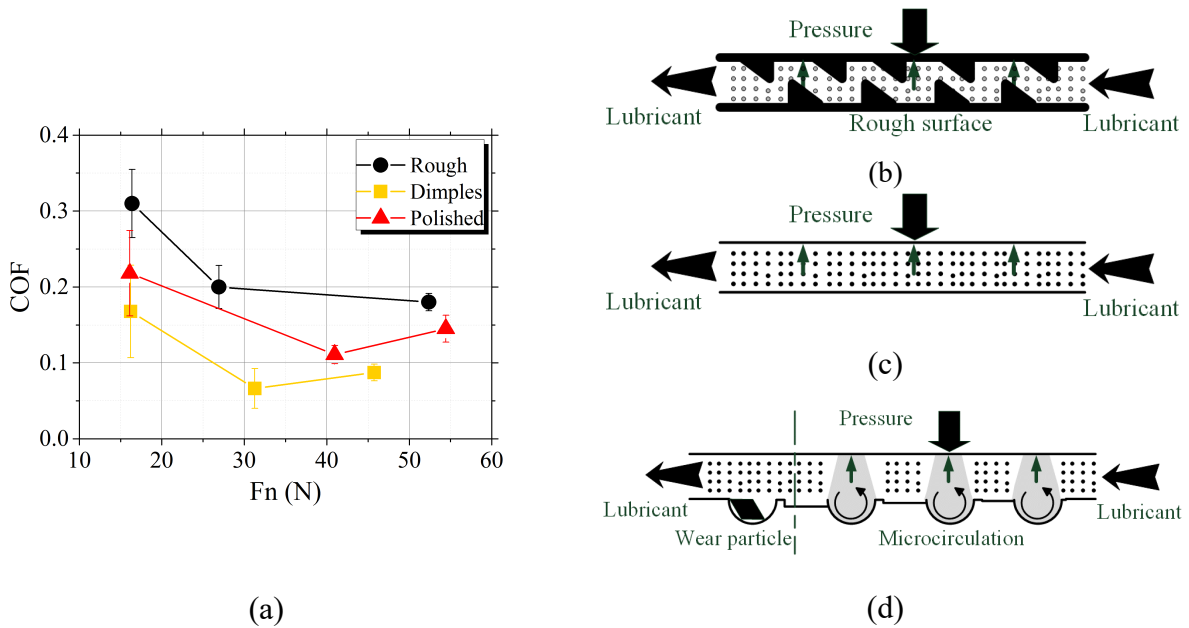 0.4
0.3
0.2
0.1
0.0
COF
10 20 30 40 50 60
Fn (N)
Rough
Dimples
Polished
(a)
Pressure
Lubricant
Rough surface
Lubricant
(b)
Pressure
Lubricant
Lubricant
(c)
Pressure
Lubricant
Wear particle
Microcirculation
Lubricant
(d)